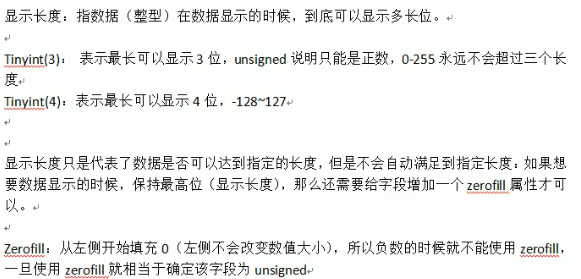 显示长度：指数据（整型）在数据显示的时候，到底可以显示多长位。
Tinyint(3)： 表示最长可以显示 3 位，unsigned 说明只能是正数，0-255 永远不会超过三个长
度
Tinyint(4)：表示最长可以显示 4 位，-128~127
显示长度只是代表了数据是否可以达到指定的长度，但是不会自动满足到指定长度：如果想
要数据显示的时候，保持最高位（显示长度），那么还需要给字段增加一个 zerofill 属性才可
以。
Zerofill：从左侧开始填充 0（左侧不会改变数值大小），所以负数的时候就不能使用 zerofill，
一旦使用 zerofill 就相当于确定该字段为 unsigned